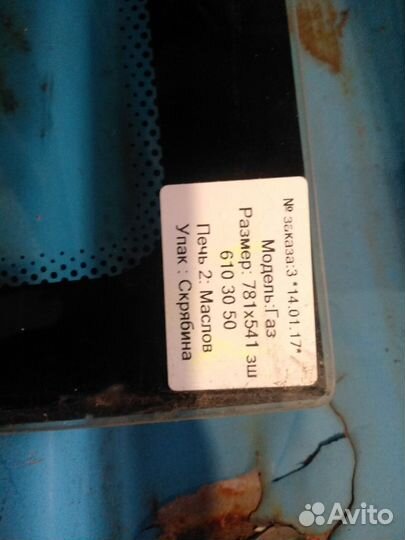 № заказа:3 *14.01.17*
Модель:Газ
Размер: 781x541 зш
610 30 50
Печь 2: Маслов
Упак : Скрябина
Avito